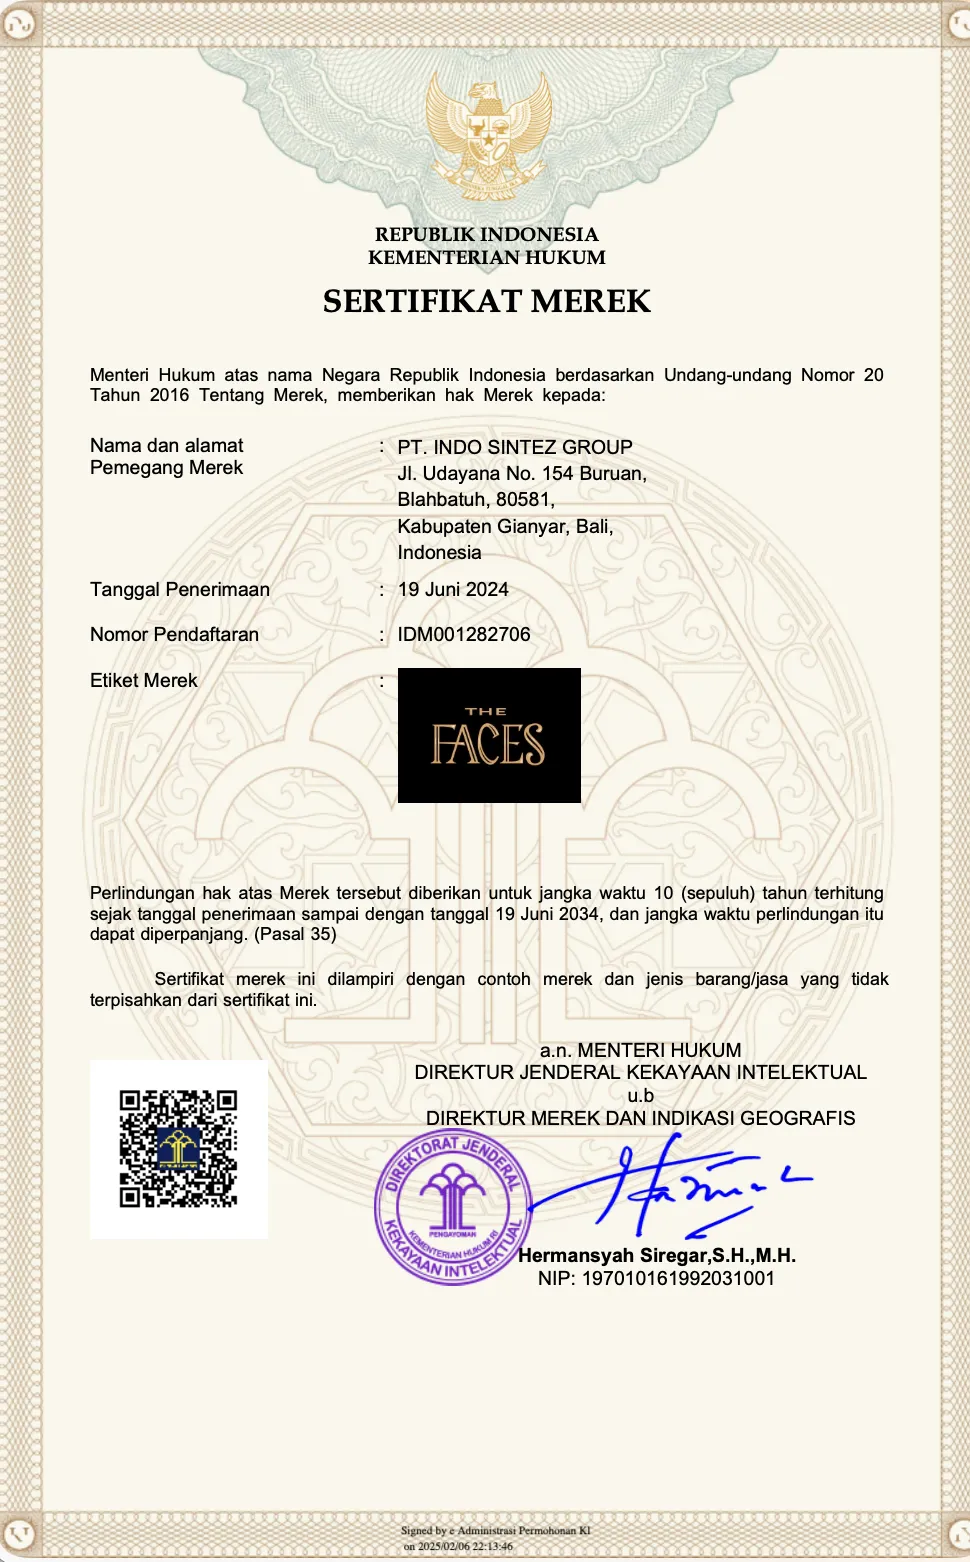 REPUBLIK INDONESIA
KEMENTERIAN HUKUM
SERTIFIKAT MEREK
Menteri Hukum atas nama Negara Republik Indonesia berdasarkan Undang-undang Nomor 20
Tahun 2016 Tentang Merek, memberikan hak Merek kepada:
Nama dan alamat
Pemegang Merek
: PT. INDO SINTEZ GROUP
Jl. Udayana No. 154 Buruan,
Blahbatuh, 80581,
Kabupaten Gianyar, Bali,
Indonesia
Tanggal Penerimaan : 19 Juni 2024
Nomor Pendaftaran : IDM001282706
Etiket Merek :
THE
FACES
Perlindungan hak atas Merek tersebut diberikan untuk jangka waktu 10 (sepuluh) tahun terhitung
sejak tanggal penerimaan sampai dengan tanggal 19 Juni 2034, dan jangka waktu perlindungan itu
dapat diperpanjang. (Pasal 35)
Sertifikat merek ini dilampiri dengan contoh merek dan jenis barang/jasa yang tidak
terpisahkan dari sertifikat ini.
a.n. MENTERI HUKUM
DIREKTUR JENDERAL KEKAYAAN INTELEKTUAL
u.b
DIREKTUR MEREK DAN INDIKASI GEOGRAFIS
DIREKTORAT JENDERAL
PENGAYOMAN
KEMENTERIAN HUKUM RI
KEKAYAAN INTELEKTUAL
Hermansyah Siregar,S.H.,M.H.
NIP: 197010161992031001
Signed by e Administrasi Permohonan KI
on 2025/02/06 22:13:46